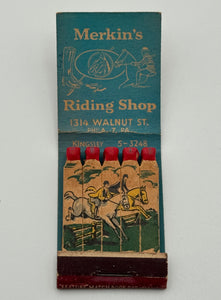 Merkin's
Riding Shop
1314 WALNUT ST.
PHILA. 7, PA.
KINGSLEY 5-3248